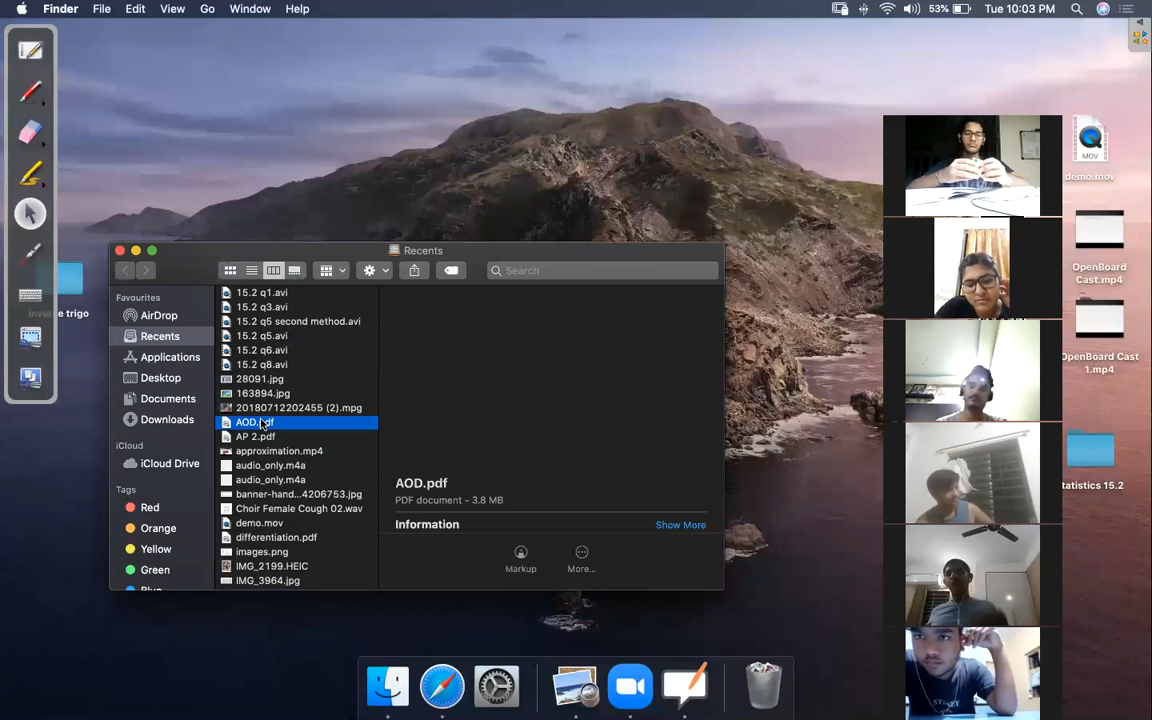 Finder File Edit View Go Window Help 53% Tue 10:03 PM
Recents
Search
Favourites
AirDrop
Recents
Applications
Desktop
Documents
Downloads
iCloud
iCloud Drive
Tags
Red
Orange
Yellow
Green
15.2 q1.avi
15.2 q3.avi
15.2 q5 second method.avi
15.2 q5.avi
15.2 q6.avi
15.2 q8.avi
28091.jpg
163894.jpg
20180712202455 (2).mpg
AOD.pdf
AP 2.pdf
approximation.mp4
audio_only.m4a
audio_only.m4a
banner-hand...4206753.jpg
Choir Female Cough 02.wav
demo.mov
differentiation.pdf
images.png
IMG_2199.HEIC
IMG_3964.jpg
AOD.pdf
PDF document - 3.8 MB
Information Show More
Markup More...
inverse trigo
MOV
demo.mov
OpenBoard
Cast.mp4
OpenBoard Cast
1.mp4
tatistics 15.2
SYDNEY